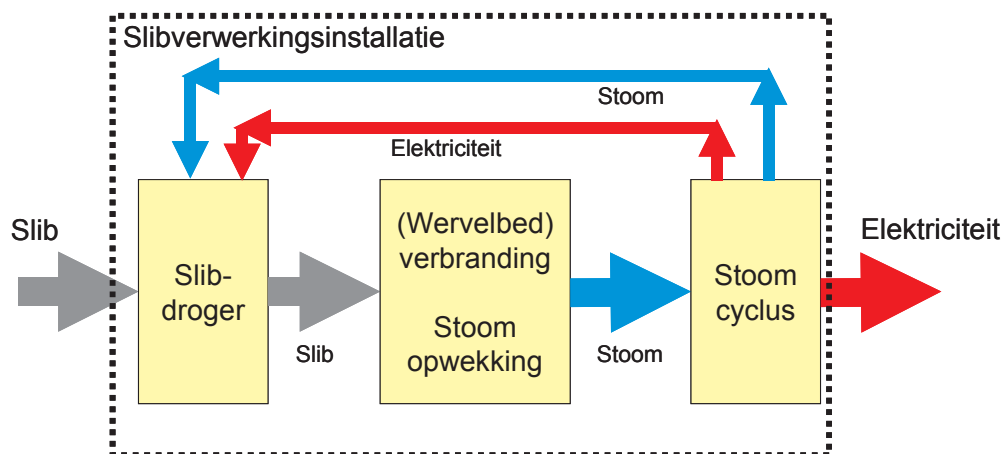 Slibverwerkingsinstallatie
Stoom
Elektriciteit
Slib
Slib-
droger
Slib
(Wervelbed)
verbranding
Stoom
opwekking
Stoom
Stoom
cyclus
Elektriciteit